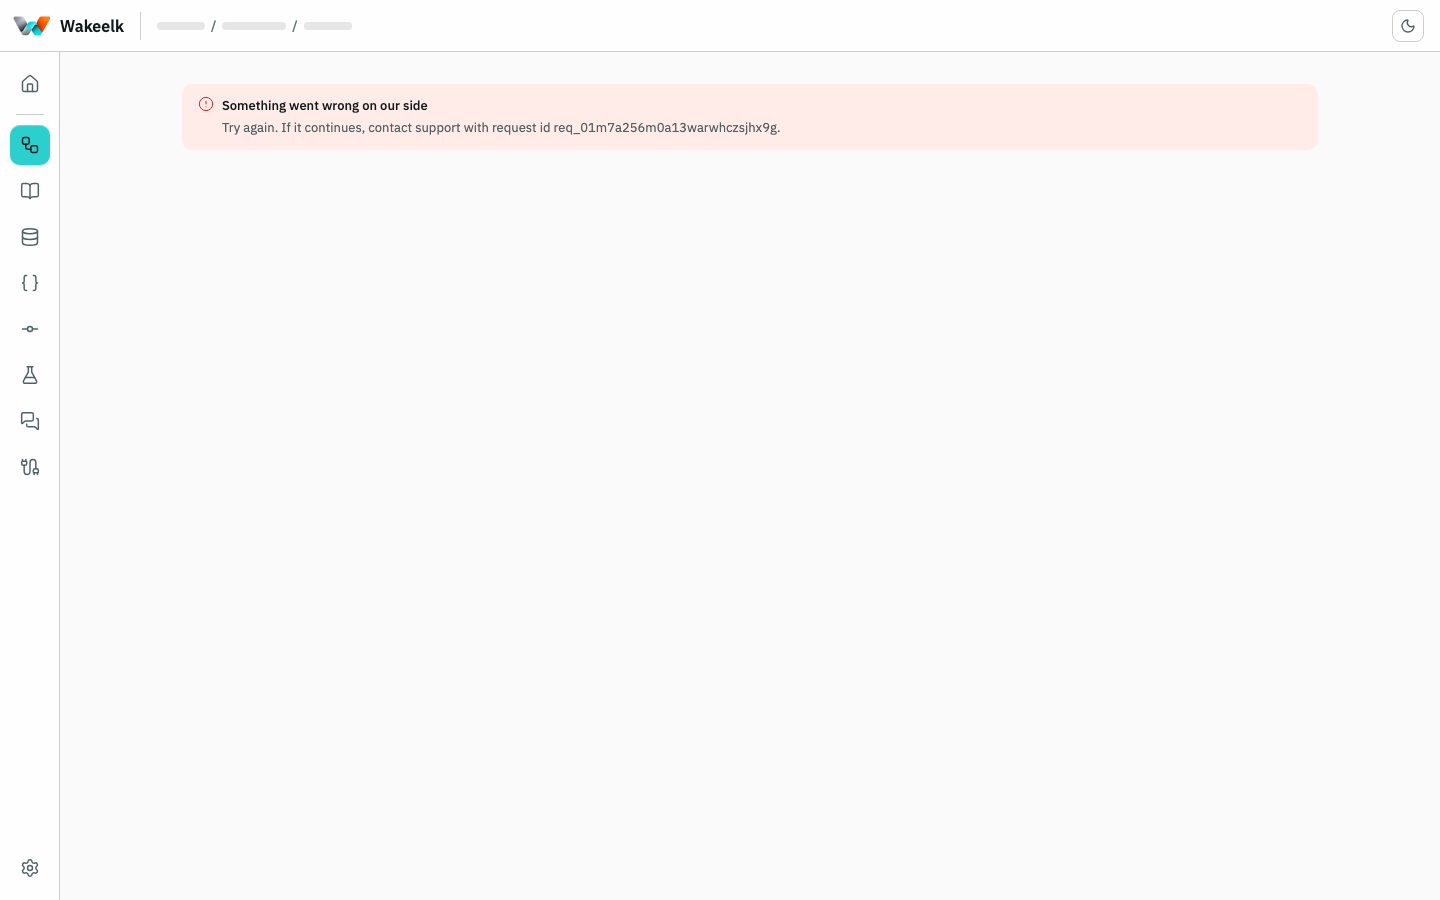 Wakeelk
/ /
Something went wrong on our side
Try again. If it continues, contact support with request id req_01m7a256m0a13warwhczsjhx9g.